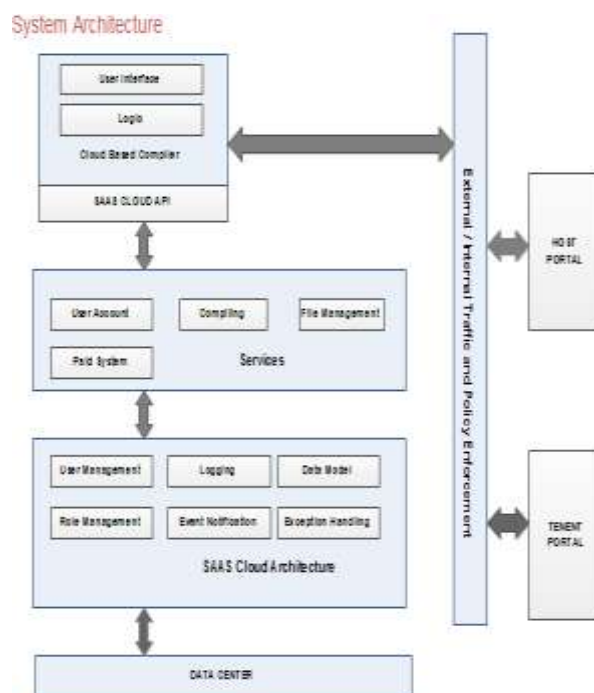 System Architecture
User Interface
Logic
Cloud Based Compiler
SAAS CLOUD API
User Account
Compiling
File Management
Paid System
Services
User Management
Logging
Data Model
Role Management
Event Notification
Exception Handling
SAAS Cloud Architecture
DATA CENTER
External / Internal Traffic and Policy Enforcement
HOST
PORTAL
TENENT
PORTAL